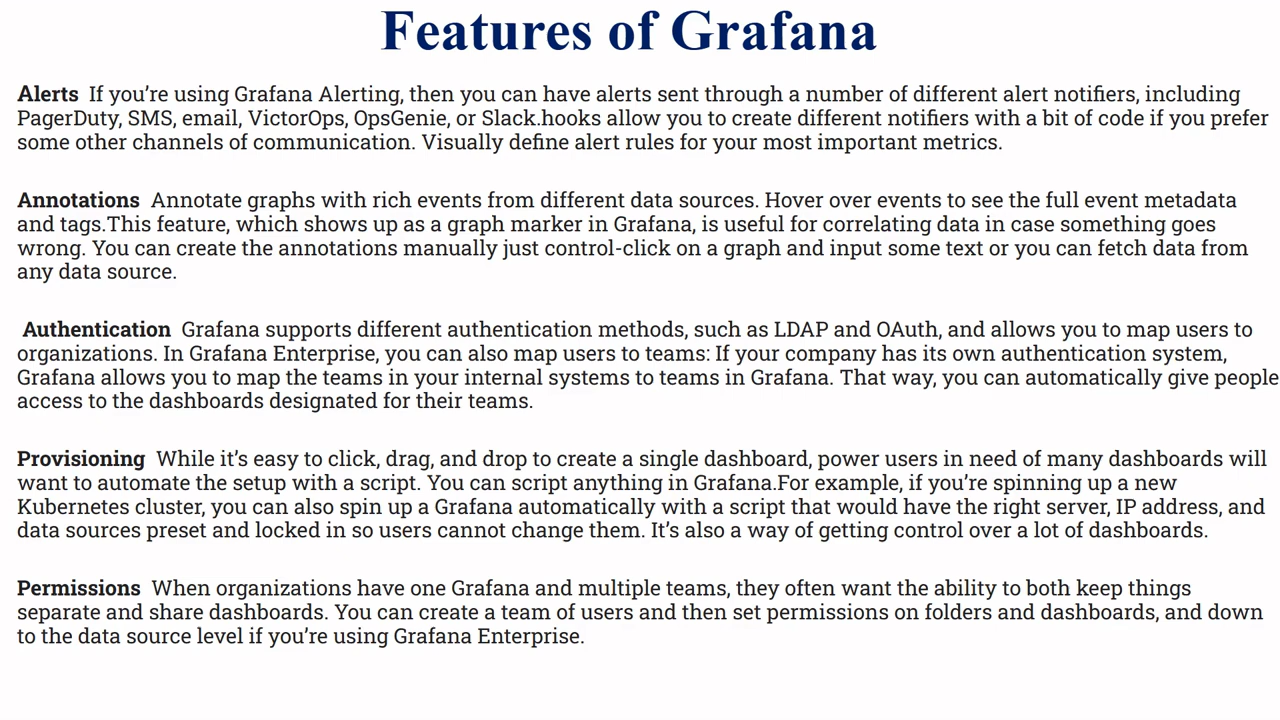 Features of Grafana
Alerts If you’re using Grafana Alerting, then you can have alerts sent through a number of different alert notifiers, including
PagerDuty, SMS, email, VictorOps, OpsGenie, or Slack.hooks allow you to create different notifiers with a bit of code if you prefer
some other channels of communication. Visually define alert rules for your most important metrics.
Annotations Annotate graphs with rich events from different data sources. Hover over events to see the full event metadata
and tags.This feature, which shows up as a graph marker in Grafana, is useful for correlating data in case something goes
wrong. You can create the annotations manually just control-click on a graph and input some text or you can fetch data from
any data source.
Authentication Grafana supports different authentication methods, such as LDAP and OAuth, and allows you to map users to
organizations. In Grafana Enterprise, you can also map users to teams: If your company has its own authentication system,
Grafana allows you to map the teams in your internal systems to teams in Grafana. That way, you can automatically give people
access to the dashboards designated for their teams.
Provisioning While it’s easy to click, drag, and drop to create a single dashboard, power users in need of many dashboards will
want to automate the setup with a script. You can script anything in Grafana.For example, if you’re spinning up a new
Kubernetes cluster, you can also spin up a Grafana automatically with a script that would have the right server, IP address, and
data sources preset and locked in so users cannot change them. It’s also a way of getting control over a lot of dashboards.
Permissions When organizations have one Grafana and multiple teams, they often want the ability to both keep things
separate and share dashboards. You can create a team of users and then set permissions on folders and dashboards, and down
to the data source level if you’re using Grafana Enterprise.